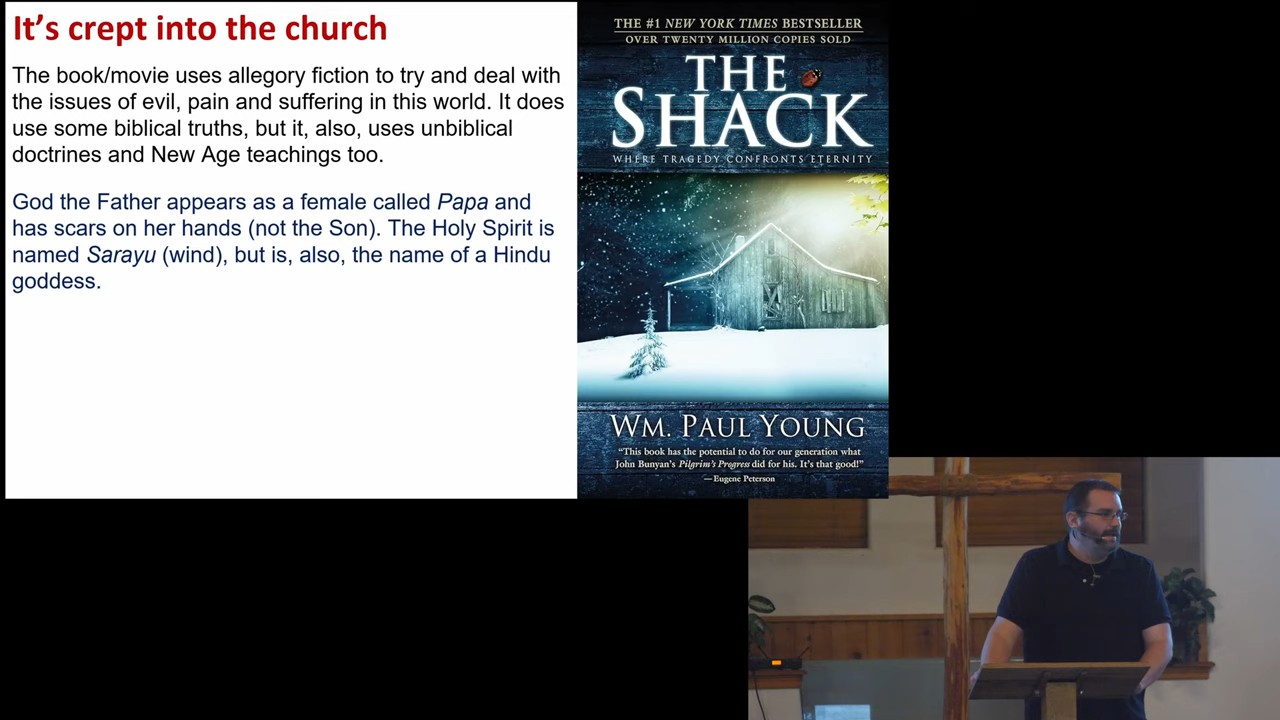 It's crept into the church
The book/movie uses allegory fiction to try and deal with
the issues of evil, pain and suffering in this world. It does
use some biblical truths, but it, also, uses unbiblical
doctrines and New Age teachings too.
God the Father appears as a female called Papa and
has scars on her hands (not the Son). The Holy Spirit is
named Sarayu (wind), but is, also, the name of a Hindu
goddess.
THE #1 NEW YORK TIMES BESTSELLER
OVER TWENTY MILLION COPIES SOLD
THE
SHACK
WHERE TRAGEDY CONFRONTS ETERNITY
WM. PAUL YOUNG
“This book has the potential to do for our generation what
John Bunyan's Pilgrim's Progress did for his. It's that good!”
—Eugene Peterson